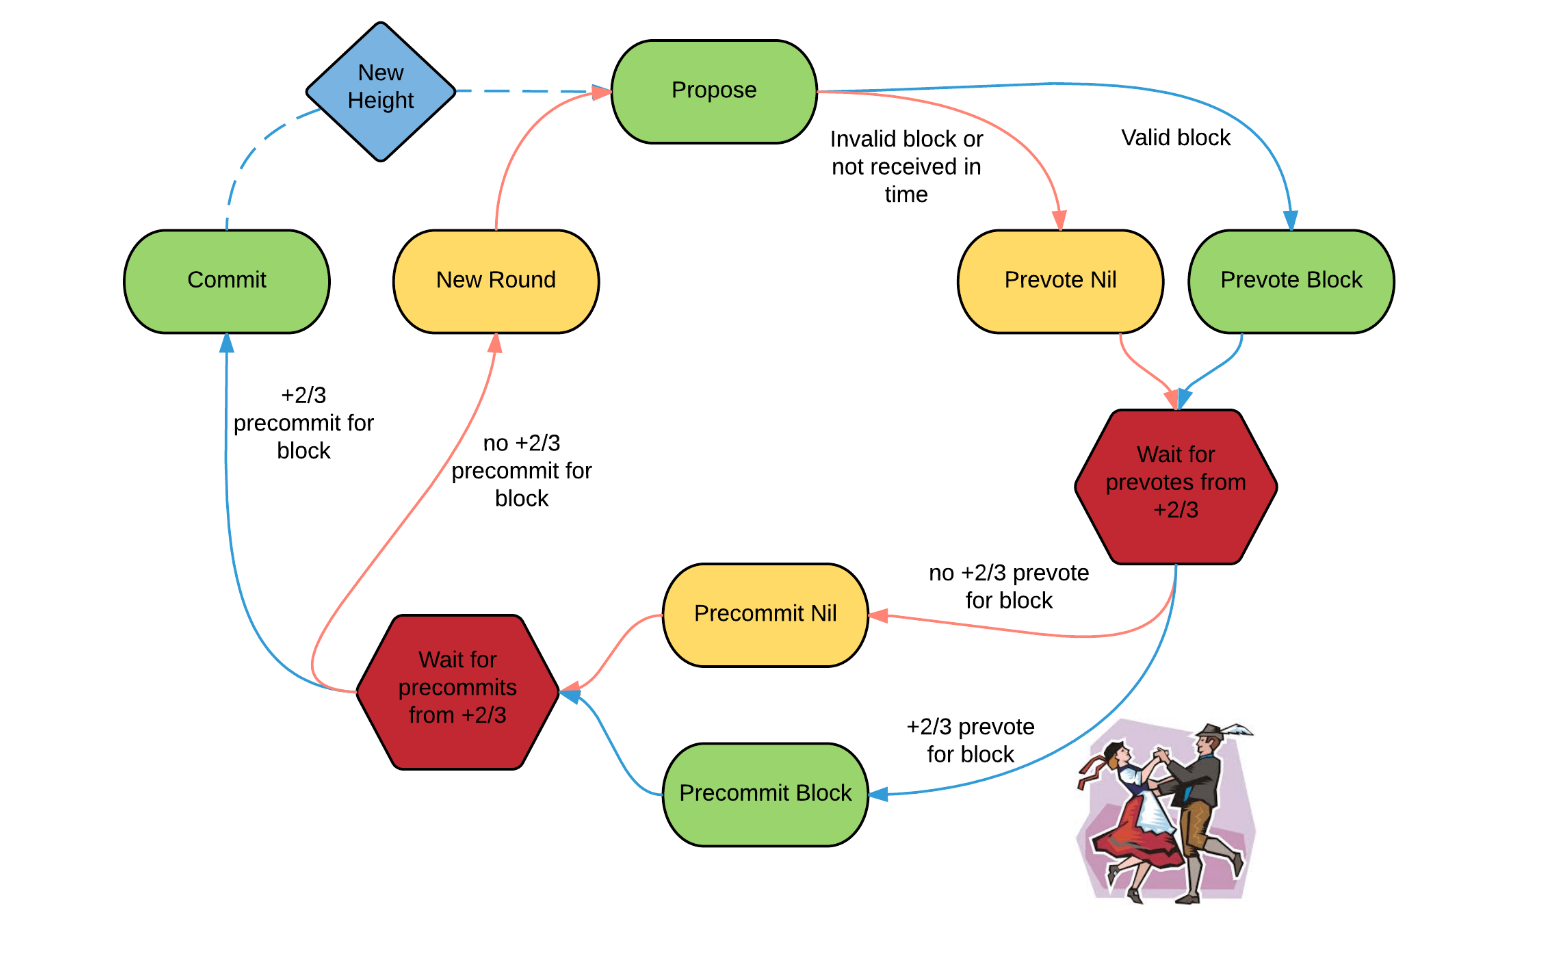 New
Height
Propose
Invalid block or
not received in
time
Valid block
Commit
New Round
Prevote Nil
Prevote Block
+2/3
precommit for
block
no +2/3
precommit for
block
Wait for
prevotes from
+2/3
no +2/3 prevote
for block
Precommit Nil
Wait for
precommits
from +2/3
+2/3 prevote
for block
Precommit Block